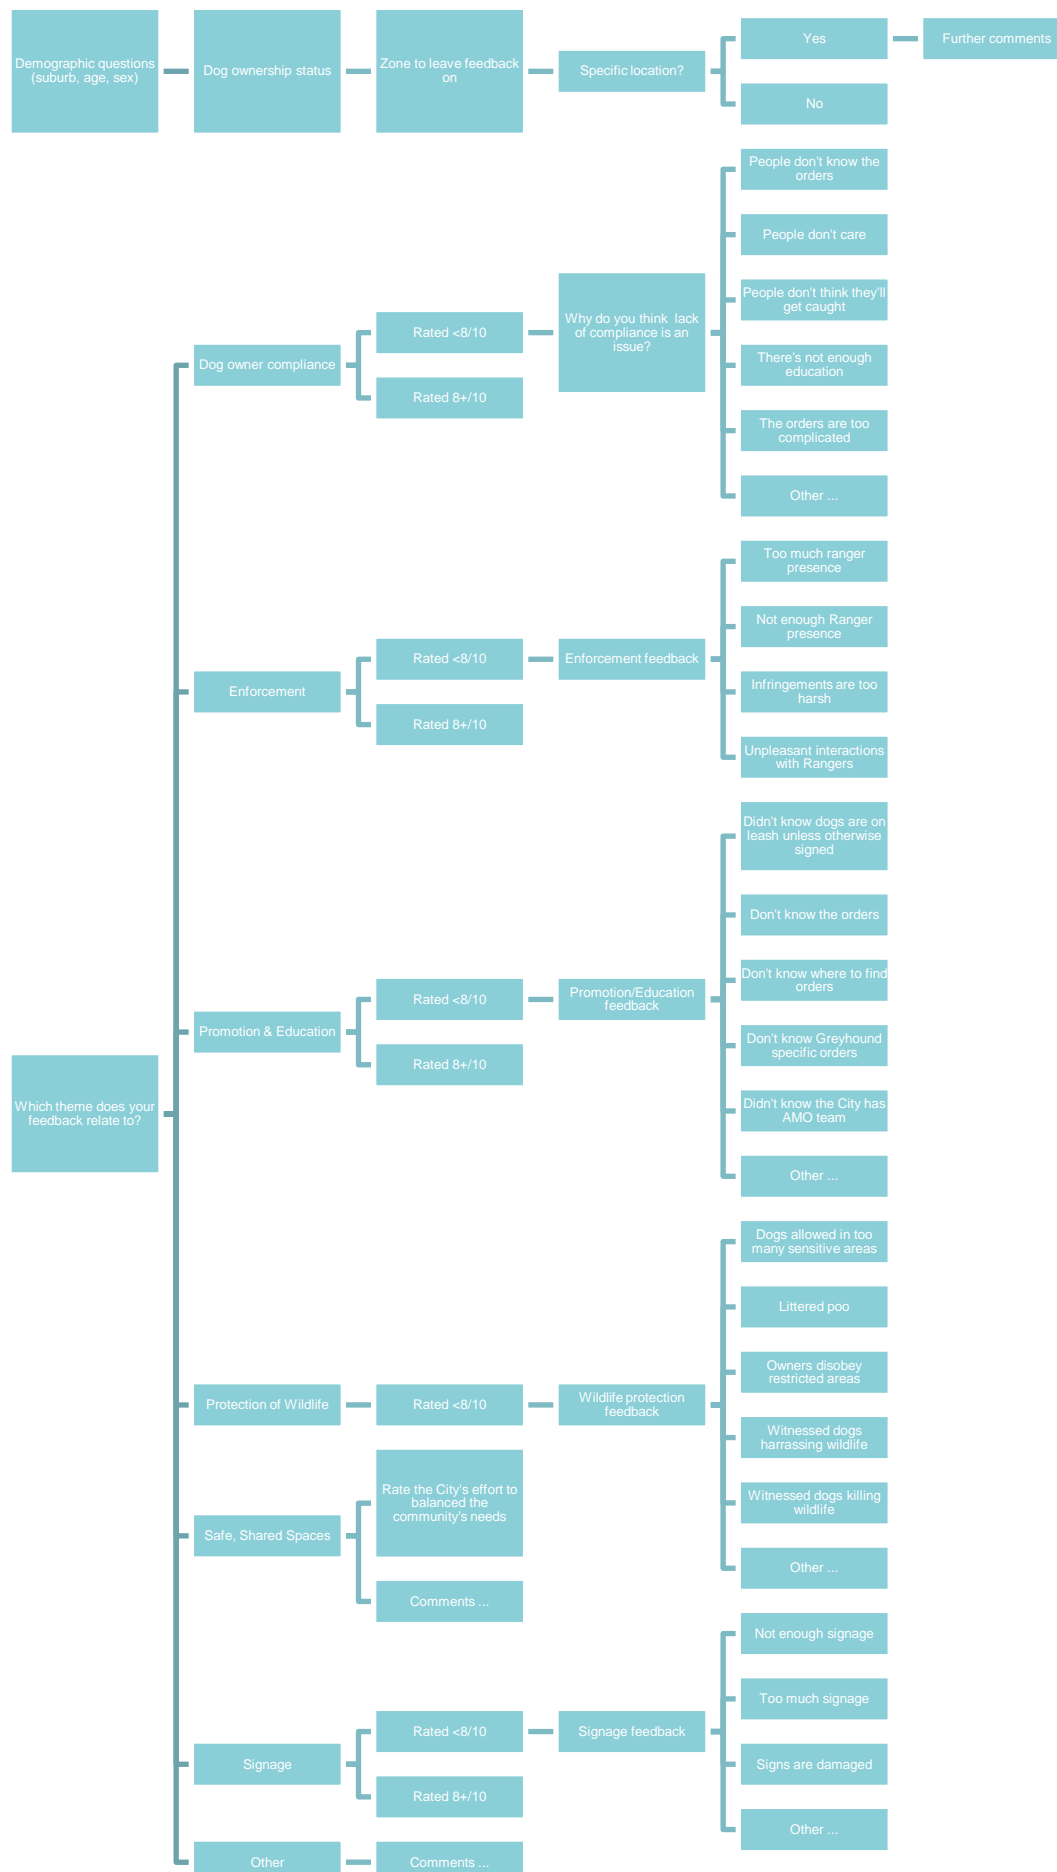 Demographic questions
(suburb, age, sex)
Dog ownership status
Zone to leave feedback
on
Specific location?
Yes
Further comments
No
Which theme does your
feedback relate to?
Dog owner compliance
Rated <8/10
Why do you think  lack
of compliance is an
issue?
People don't know the
orders
People don't care
People don't think they'll
get caught
There's not enough
education
The orders are too
complicated
Other ...
Rated 8+/10
Enforcement
Rated <8/10
Enforcement feedback
Too much ranger
presence
Not enough Ranger
presence
Infringements are too
harsh
Unpleasant interactions
with Rangers
Rated 8+/10
Promotion & Education
Rated <8/10
Promotion/Education
feedback
Didn't know dogs are on
leash unless otherwise
signed
Don't know the orders
Don't know where to find
orders
Don't know Greyhound
specific orders
Didn't know the City has
AMO team
Other ...
Rated 8+/10
Protection of Wildlife
Rated <8/10
Wildlife protection
feedback
Dogs allowed in too
many sensitive areas
Littered poo
Owners disobey
restricted areas
Witnessed dogs
harrassing wildlife
Witnessed dogs killing
wildlife
Other ...
Safe, Shared Spaces
Rate the City's effort to
balanced the
community's needs
Comments ...
Signage
Rated <8/10
Signage feedback
Not enough signage
Too much signage
Signs are damaged
Other ...
Rated 8+/10
Other
Comments ...